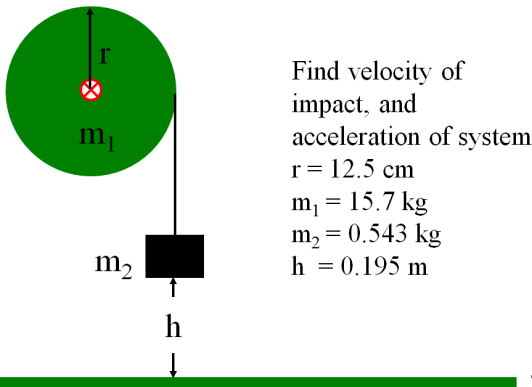 r
m₁
m₂
h
Find velocity of
impact, and
acceleration of system
r = 12.5 cm
m₁ = 15.7 kg
m₂ = 0.543 kg
h = 0.195 m